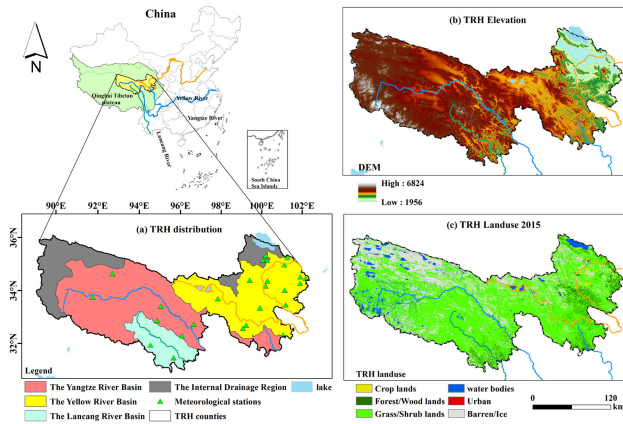 China
N
Qinghai Tibetan
plateau
Yellow River
Yangtze River
Lancang River
South China
Sea Islands
90°E 92°E 94°E 96°E 98°E 100°E 102°E
(a) TRH distribution
36°N
34°N
32°N
Legend
The Yangtze River Basin
The Internal Drainage Region
lake
The Yellow River Basin
Meteorological stations
The Lancang River Basin
TRH counties
(b) TRH Elevation
DEM
High : 6824
Low : 1956
(c) TRH Landuse 2015
TRH landuse
Crop lands
water bodies
Forest/Wood lands
Urban
Grass/Shrub lands
Barren/Ice
0 120
km